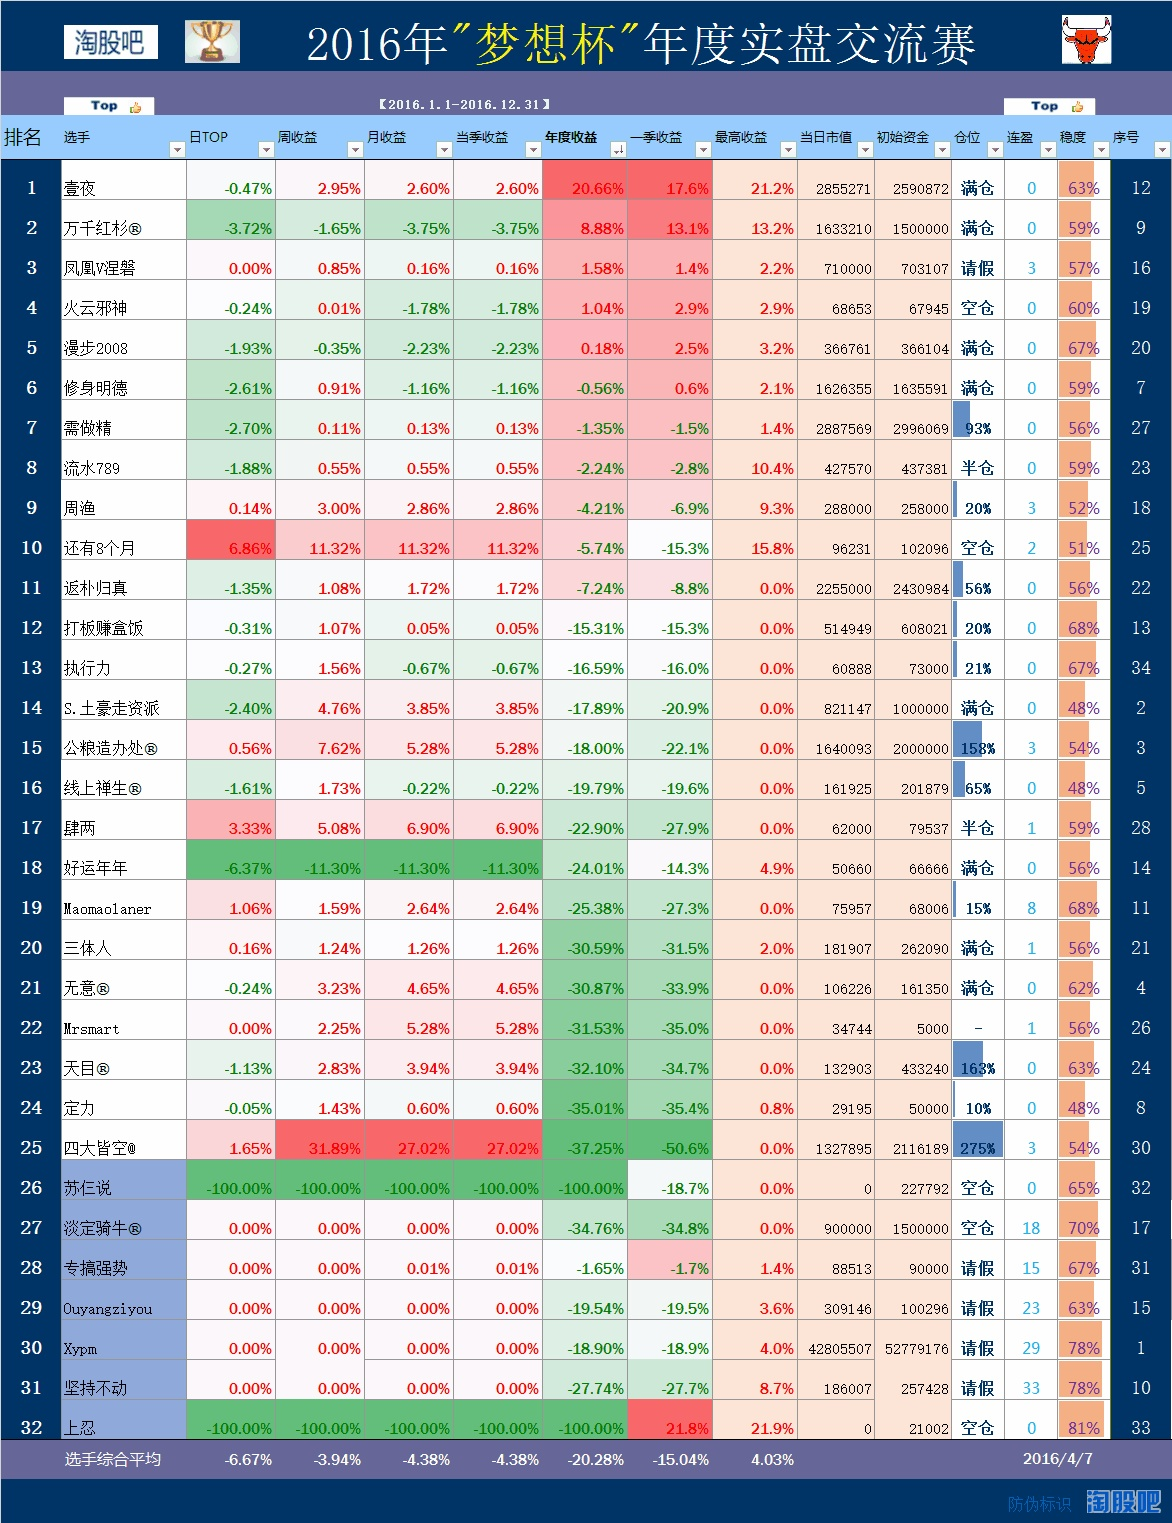 淘股吧 2016年"梦想杯"年度实盘交流赛
Top 【2016.1.1-2016.12.31】 Top
排名 选手 日TOP 周收益 月收益 当季收益 年度收益 一季收益 最高收益 当日市值 初始资金 仓位 连盈 稳度 序号
1 壹夜 -0.47% 2.95% 2.60% 2.60% 20.66% 17.6% 21.2% 2855271 2590872 满仓 0 63% 12
2 万千红杉® -3.72% -1.65% -3.75% -3.75% 8.88% 13.1% 13.2% 1633210 1500000 满仓 0 59% 9
3 凤凰V涅磐 0.00% 0.85% 0.16% 0.16% 1.58% 1.4% 2.2% 710000 703107 请假 3 57% 16
4 火云邪神 -0.24% 0.01% -1.78% -1.78% 1.04% 2.9% 2.9% 68653 67945 空仓 0 60% 19
5 漫步2008 -1.93% -0.35% -2.23% -2.23% 0.18% 2.5% 3.2% 366761 366104 满仓 0 67% 20
6 修身明德 -2.61% 0.91% -1.16% -1.16% -0.56% 0.6% 2.1% 1626355 1635591 满仓 0 59% 7
7 需做精 -2.70% 0.11% 0.13% 0.13% -1.35% -1.5% 1.4% 2887569 2996069 93% 0 56% 27
8 流水789 -1.88% 0.55% 0.55% 0.55% -2.24% -2.8% 10.4% 427570 437381 半仓 0 59% 23
9 周渔 0.14% 3.00% 2.86% 2.86% -4.21% -6.9% 9.3% 288000 258000 20% 3 52% 18
10 还有8个月 6.86% 11.32% 11.32% 11.32% -5.74% -15.3% 15.8% 96231 102096 空仓 2 51% 25
11 返朴归真 -1.35% 1.08% 1.72% 1.72% -7.24% -8.8% 0.0% 2255000 2430984 56% 0 56% 22
12 打板赚盒饭 -0.31% 1.07% 0.05% 0.05% -15.31% -15.3% 0.0% 514949 608021 20% 0 68% 13
13 执行力 -0.27% 1.56% -0.67% -0.67% -16.59% -16.0% 0.0% 60888 73000 21% 0 67% 34
14 S.土豪走资派 -2.40% 4.76% 3.85% 3.85% -17.89% -20.9% 0.0% 821147 1000000 满仓 0 48% 2
15 公粮造办处® 0.56% 7.62% 5.28% 5.28% -18.00% -22.1% 0.0% 1640093 2000000 158% 3 54% 3
16 线上禅生® -1.61% 1.73% -0.22% -0.22% -19.79% -19.6% 0.0% 161925 201879 65% 0 48% 5
17 肆两 3.33% 5.08% 6.90% 6.90% -22.90% -27.9% 0.0% 62000 79537 半仓 1 59% 28
18 好运年年 -6.37% -11.30% -11.30% -11.30% -24.01% -14.3% 4.9% 50660 66666 满仓 0 56% 14
19 Maomaolaner 1.06% 1.59% 2.64% 2.64% -25.38% -27.3% 0.0% 75957 68006 15% 8 68% 11
20 三体人 0.16% 1.24% 1.26% 1.26% -30.59% -31.5% 2.0% 181907 262090 满仓 1 56% 21
21 无意® -0.24% 3.23% 4.65% 4.65% -30.87% -33.9% 0.0% 106226 161350 满仓 0 62% 4
22 Mrsmart 0.00% 2.25% 5.28% 5.28% -31.53% -35.0% 0.0% 34744 5000 - 1 56% 26
23 天目® -1.13% 2.83% 3.94% 3.94% -32.10% -34.7% 0.0% 132903 433240 163% 0 63% 24
24 定力 -0.05% 1.43% 0.60% 0.60% -35.01% -35.4% 0.8% 29195 50000 10% 0 48% 8
25 四大皆空@ 1.65% 31.89% 27.02% 27.02% -37.25% -50.6% 0.0% 1327895 2116189 275% 3 54% 30
26 苏仨说 -100.00% -100.00% -100.00% -100.00% -100.00% -18.7% 0.0% 0 227792 空仓 0 65% 32
27 淡定骑牛® 0.00% 0.00% 0.00% 0.00% -34.76% -34.8% 0.0% 900000 1500000 空仓 18 70% 17
28 专搞强势 0.00% 0.00% 0.01% 0.01% -1.65% -1.7% 1.4% 88513 90000 请假 15 67% 31
29 Ouyangziyou 0.00% 0.00% 0.00% 0.00% -19.54% -19.5% 3.6% 309146 100296 请假 23 63% 15
30 Xypm 0.00% 0.00% 0.00% 0.00% -18.90% -18.9% 4.0% 42805507 52779176 请假 29 78% 1
31 坚持不动 0.00% 0.00% 0.00% 0.00% -27.74% -27.7% 8.7% 186007 257428 请假 33 78% 10
32 上忍 -100.00% -100.00% -100.00% -100.00% -100.00% 21.8% 21.9% 0 21002 空仓 0 81% 33
选手综合平均 -6.67% -3.94% -4.38% -4.38% -20.28% -15.04% 4.03% 2016/4/7
防伪标识 淘股吧